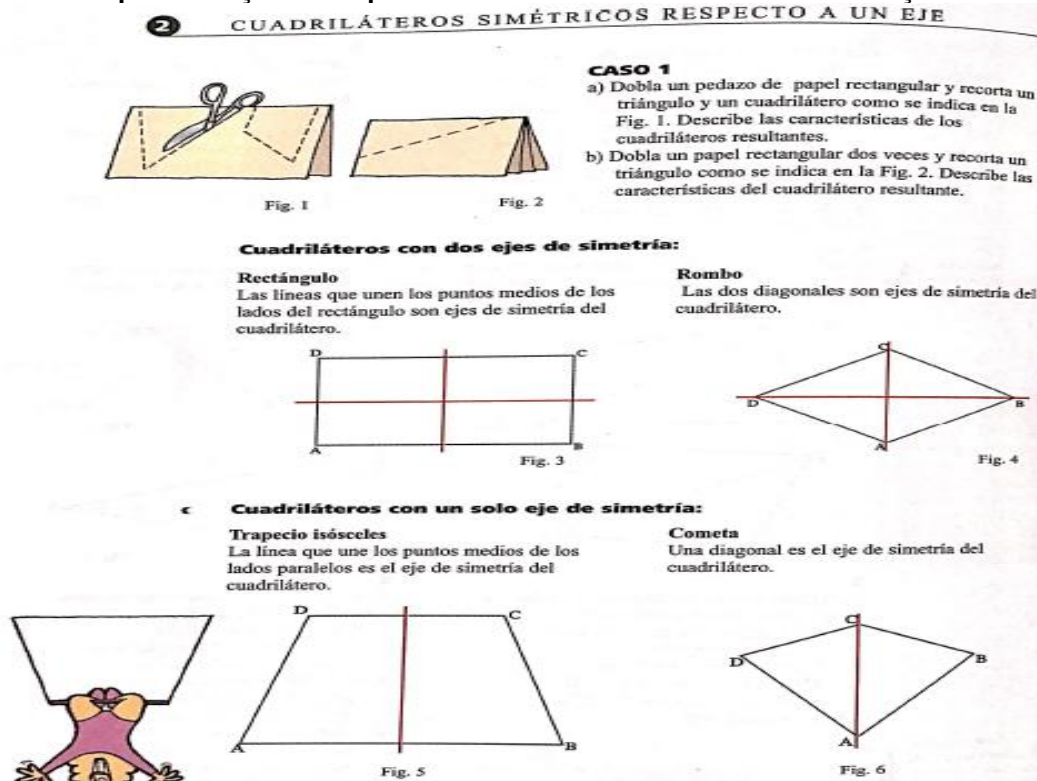 2 CUADRILÁTEROS SIMÉTRICOS RESPECTO A UN EJE
CASO 1
a) Dobla un pedazo de papel rectangular y recorta un
triángulo y un cuadrilátero como se indica en la
Fig. 1. Describe las características de los
cuadriláteros resultantes.
b) Dobla un papel rectangular dos veces y recorta un
triángulo como se indica en la Fig. 2. Describe las
características del cuadrilátero resultante.
Fig. 1
Fig. 2
Cuadriláteros con dos ejes de simetría:
Rectángulo
Las líneas que unen los puntos medios de los
lados del rectángulo son ejes de simetría del
cuadrilátero.
D
C
A
B
Fig. 3
Rombo
Las dos diagonales son ejes de simetría del
cuadrilátero.
C
D
B
A
Fig. 4
c Cuadriláteros con un solo eje de simetría:
Trapecio isósceles
La línea que une los puntos medios de los
lados paralelos es el eje de simetría del
cuadrilátero.
D
C
A
B
Fig. 5
Cometa
Una diagonal es el eje de simetría del
cuadrilátero.
C
D
B
A
Fig. 6